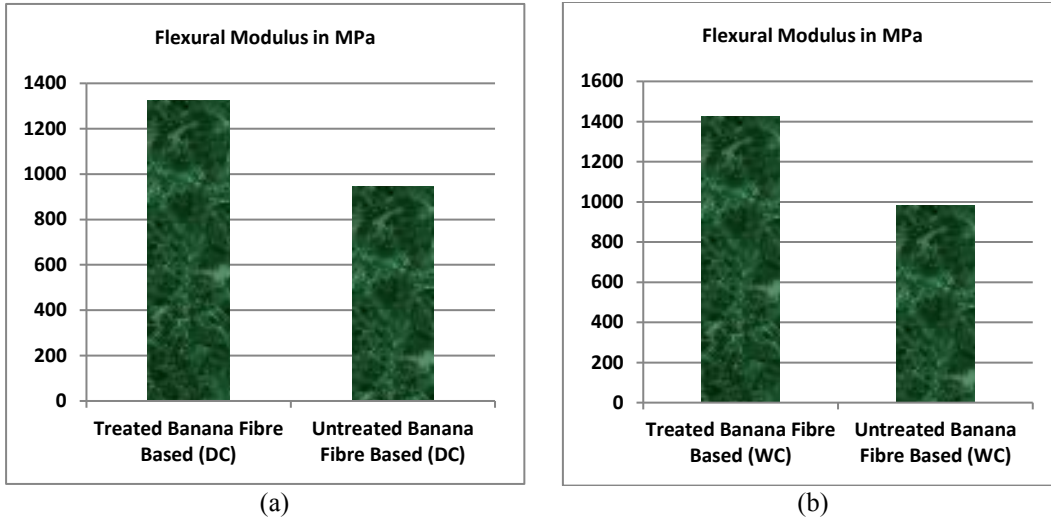 Flexural Modulus in MPa
1400
1200
1000
800
600
400
200
0
Treated Banana Fibre
Based (DC)
Untreated Banana
Fibre Based (DC)
(a)
Flexural Modulus in MPa
1600
1400
1200
1000
800
600
400
200
0
Treated Banana Fibre
Based (WC)
Untreated Banana
Fibre Based (WC)
(b)